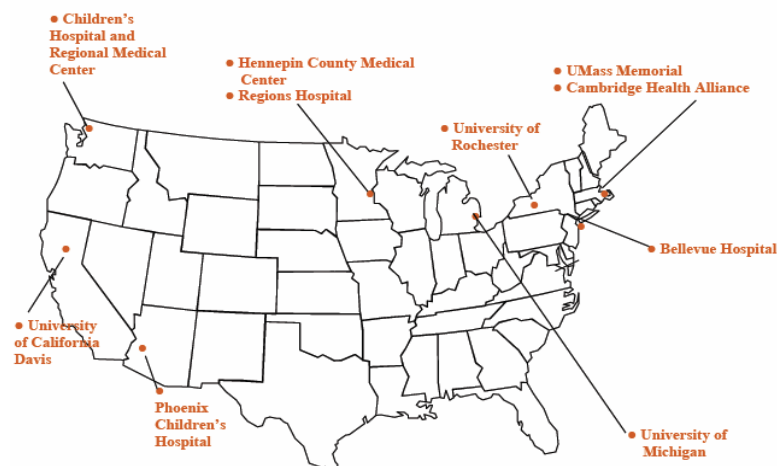 • Children's
Hospital and
Regional Medical
Center
• Hennepin County Medical
Center
• Regions Hospital
• UMass Memorial
• Cambridge Health Alliance
• University of
Rochester
• Bellevue Hospital
• University
of California
Davis
Phoenix
Children's
Hospital
• University of
Michigan